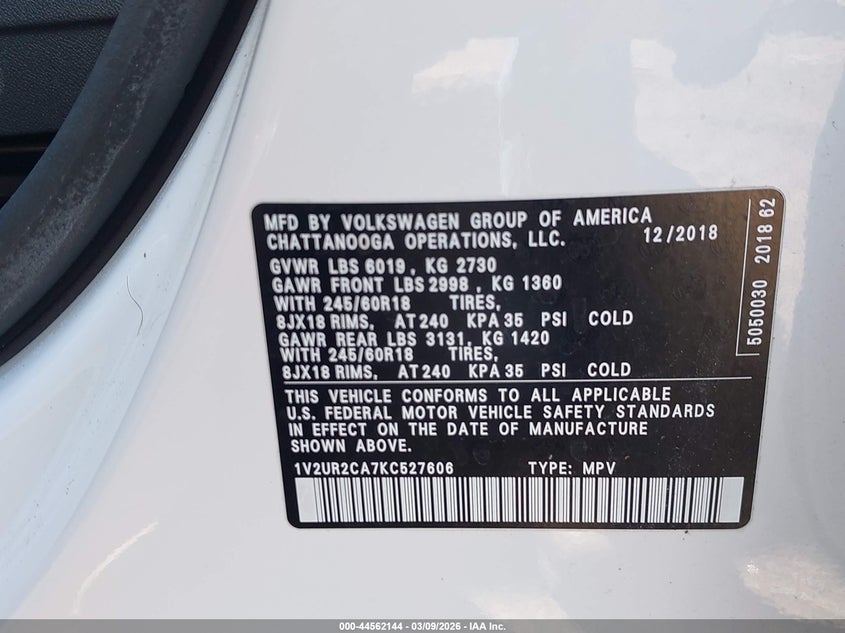 MFD BY VOLKSWAGEN GROUP OF AMERICA
CHATTANOOGA OPERATIONS, LLC. 12/2018
GVWR LBS 6019, KG 2730
GAWR FRONT LBS 2998, KG 1360
WITH 245/60R18 TIRES,
8JX18 RIMS, AT 240 KPA 35 PSI COLD
GAWR REAR LBS 3131, KG 1420
WITH 245/60R18 TIRES,
8JX18 RIMS, AT 240 KPA 35 PSI COLD
THIS VEHICLE CONFORMS TO ALL APPLICABLE
U.S. FEDERAL MOTOR VEHICLE SAFETY STANDARDS
IN EFFECT ON THE DATE OF MANUFACTURE
SHOWN ABOVE.
1V2UR2CA7KC527606 TYPE: MPV
5050030 2018 62
000-44562144 | 03/09/2026 - IAA Inc.